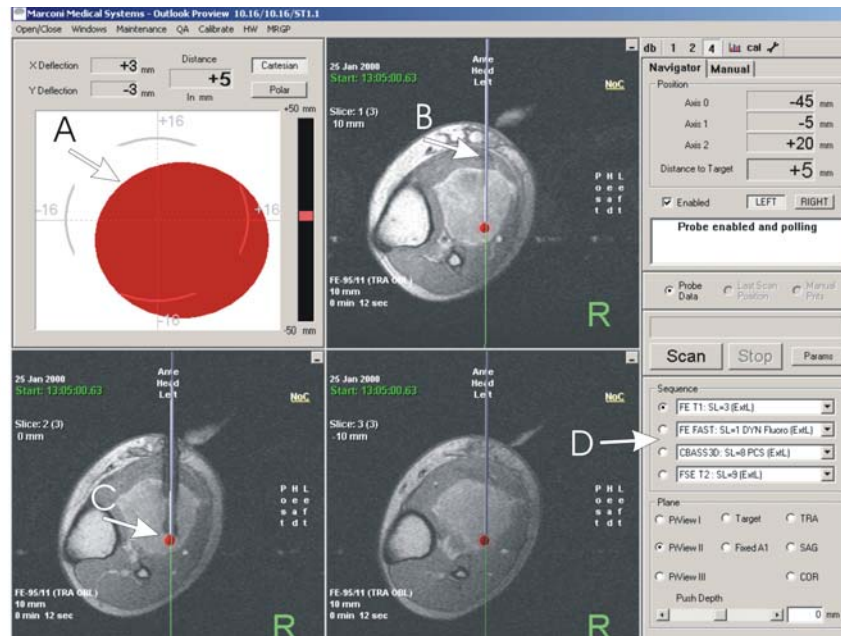 Marconi Medical Systems - Outlook Proview 10.16/10.16/ST1.1
Open/Close Windows Maintenance QA Calibrate HW MRGP
X Deflection +3 mm
Y Deflection -3 mm
Distance
+5
In mm
Cartesian
Polar
+50 mm
-50 mm
A
+16
-16
+16
-16
25 Jan 2000
Start: 13:05:00.63
Ante
Head
Left
NoC
Slice: 1 (3)
10 mm
B
P H L
o e e
s a f
t d t
FE-95/11 (TRA OBL)
10 mm
0 min 12 sec
R
25 Jan 2000
Start: 13:05:00.63
Ante
Head
Left
NoC
Slice: 2 (3)
0 mm
C
P H L
o e e
s a f
t d t
FE-95/11 (TRA OBL)
10 mm
0 min 12 sec
R
25 Jan 2000
Start: 13:05:00.63
Ante
Head
Left
NoC
Slice: 3 (3)
-10 mm
D
P H L
o e e
s a f
t d t
FE-95/11 (TRA OBL)
10 mm
0 min 12 sec
R
db 1 2 4 cal
Navigator Manual
Position
Axis 0 -45 mm
Axis 1 -5 mm
Axis 2 +20 mm
Distance to Target +5 mm
Enabled LEFT RIGHT
Probe enabled and polling
Probe Data
Last Scan Position
Manual Pnts
Scan Stop Params
Sequence
FE T1: SL=3 (ExtL)
FE FAST: SL=1 DYN Fluoro (ExtL)
CBASS3D: SL=8 PCS (ExtL)
FSE T2: SL=9 (ExtL)
Plane
PrView I Target TRA
PrView II Fixed A1 SAG
PrView III COR
Push Depth
0 mm